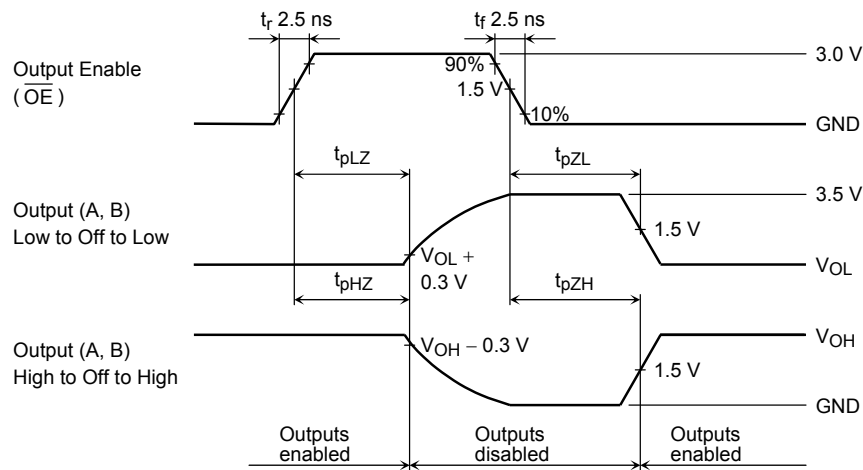 tr 2.5 ns
tf 2.5 ns
3.0 V
Output Enable
(OE)
90%
1.5 V
10%
GND
tpLZ
tpZL
3.5 V
Output (A, B)
Low to Off to Low
1.5 V
VOL +
0.3 V
VOL
tpHZ
tpZH
VOH
Output (A, B)
High to Off to High
VOH − 0.3 V
1.5 V
GND
Outputs
enabled
Outputs
disabled
Outputs
enabled